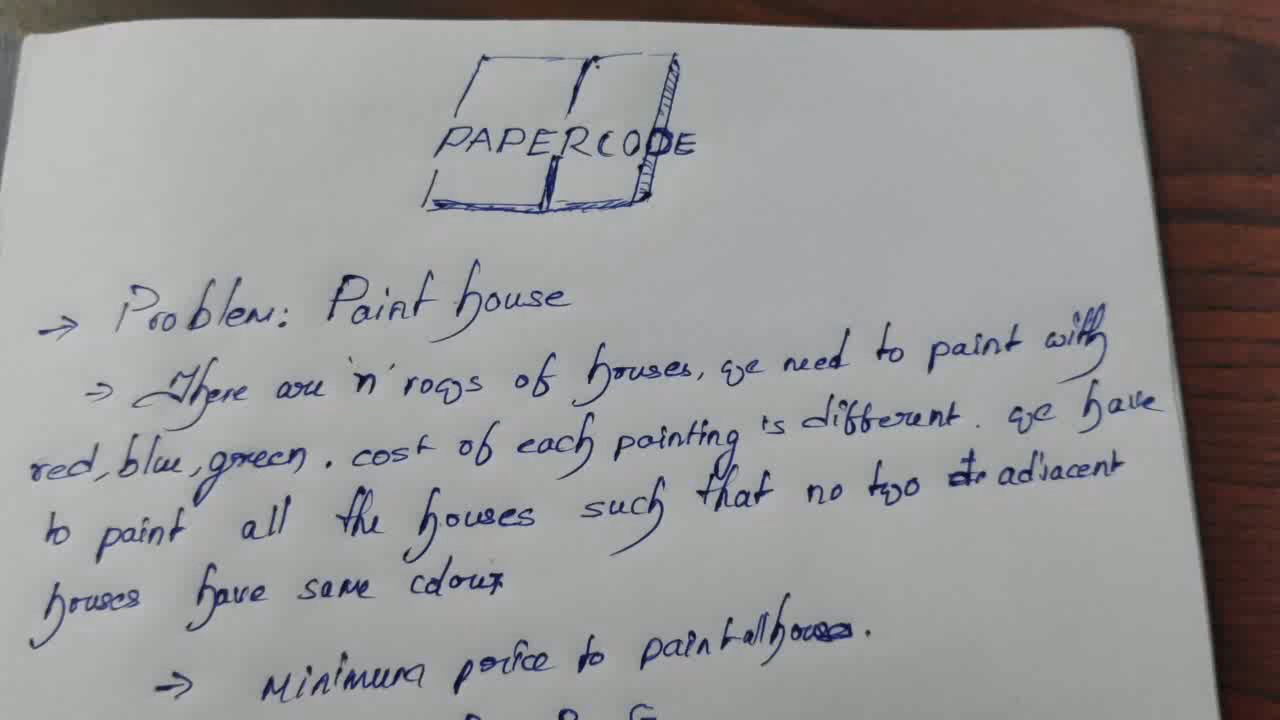 PAPERCODE
→ Problem: Paint house
→ There are 'n' rows of houses, we need to paint with
red, blue, green. cost of each painting is different. we have
to paint all the houses such that no two adjacent
houses have same colour
→ Minimum price to paint all house.